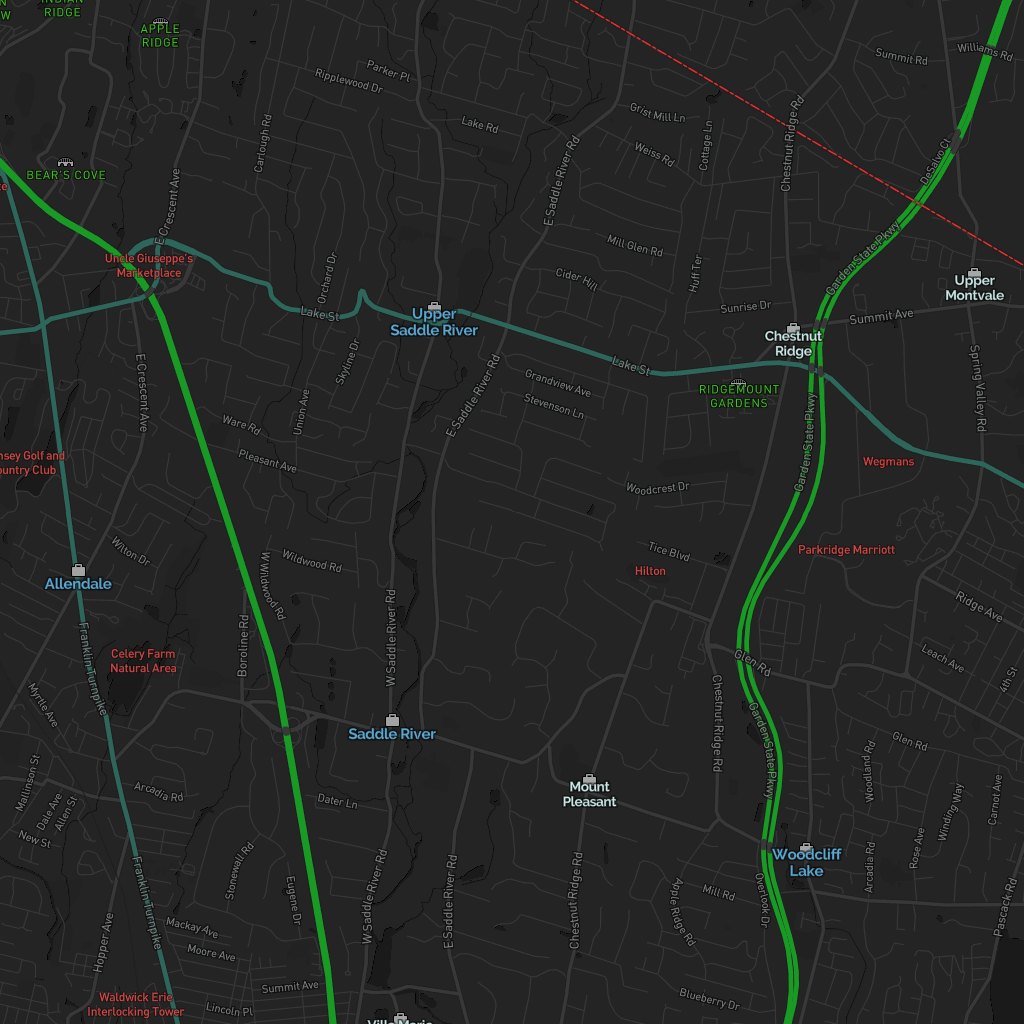 INDIAN
RIDGE
APPLE
RIDGE
Parker Pl
Ripplewood Dr
Summit Rd
Williams Rd
Lake Rd
Grist Mill Ln
Carlough Rd
Weiss Rd
Cottage Ln
Chestnut Ridge Rd
DeSalvo Ct
BEAR'S COVE
E Crescent Ave
E Saddle River Rd
Uncle Giuseppe's
Marketplace
Mill Glen Rd
Garden State Pkwy
Orchard Dr
Cider Hill
Huff Ter
Upper
Montvale
Lake St
Upper
Saddle River
Sunrise Dr
Summit Ave
Chestnut
Ridge
Skyline Dr
E Crescent Ave
Lake St
Spring Valley Rd
Grandview Ave
RIDGEMOUNT
GARDENS
E Saddle River Rd
Stevenson Ln
Union Ave
Ware Rd
Garden State Pkwy
Pleasant Ave
Wegmans
msey Golf and
ountry Club
Woodcrest Dr
Wilton Dr
Wildwood Rd
Tice Blvd
Parkridge Marriott
Hilton
Allendale
W Wildwood Rd
Ridge Ave
W Saddle River Rd
Boroline Rd
Franklin Turnpike
Celery Farm
Natural Area
Glen Rd
Leach Ave
4th St
Myrtle Ave
Chestnut Ridge Rd
Garden State Pkwy
Saddle River
Glen Rd
Woodland Rd
Mallinson St
Mount
Pleasant
Arcadia Rd
Dater Ln
Carnot Ave
Winding Way
Dale Ave
Allen St
New St
Woodcliff
Lake
Rose Ave
Arcadia Rd
Stonewall Rd
Eugene Dr
W Saddle River Rd
E Saddle River Rd
Chestnut Ridge Rd
Apple Ridge Rd
Mill Rd
Overlook Dr
Pascack Rd
Franklin Turnpike
Mackay Ave
Hopper Ave
Moore Ave
Summit Ave
Waldwick Erie
Interlocking Tower
Lincoln Pl
Blueberry Dr
Villa Marie